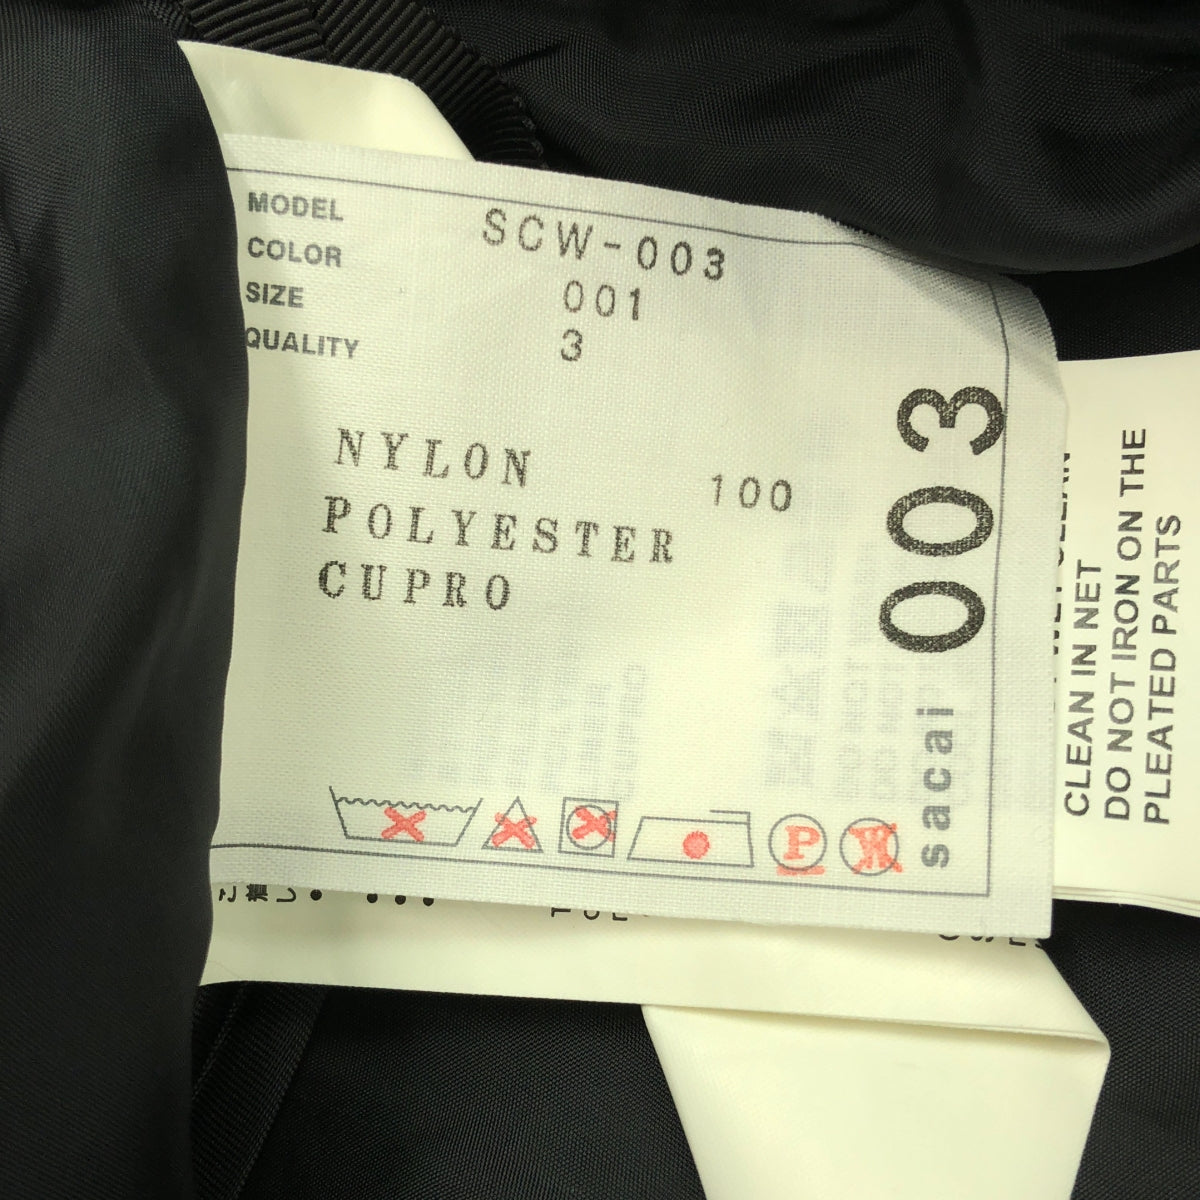 MODEL SCW-003
COLOR 001
SIZE 3
QUALITY
NYLON 100
POLYESTER
CUPRO
P
W
sacai 003
CLEAN IN NET
DO NOT IRON ON THE
PLEATED PARTS